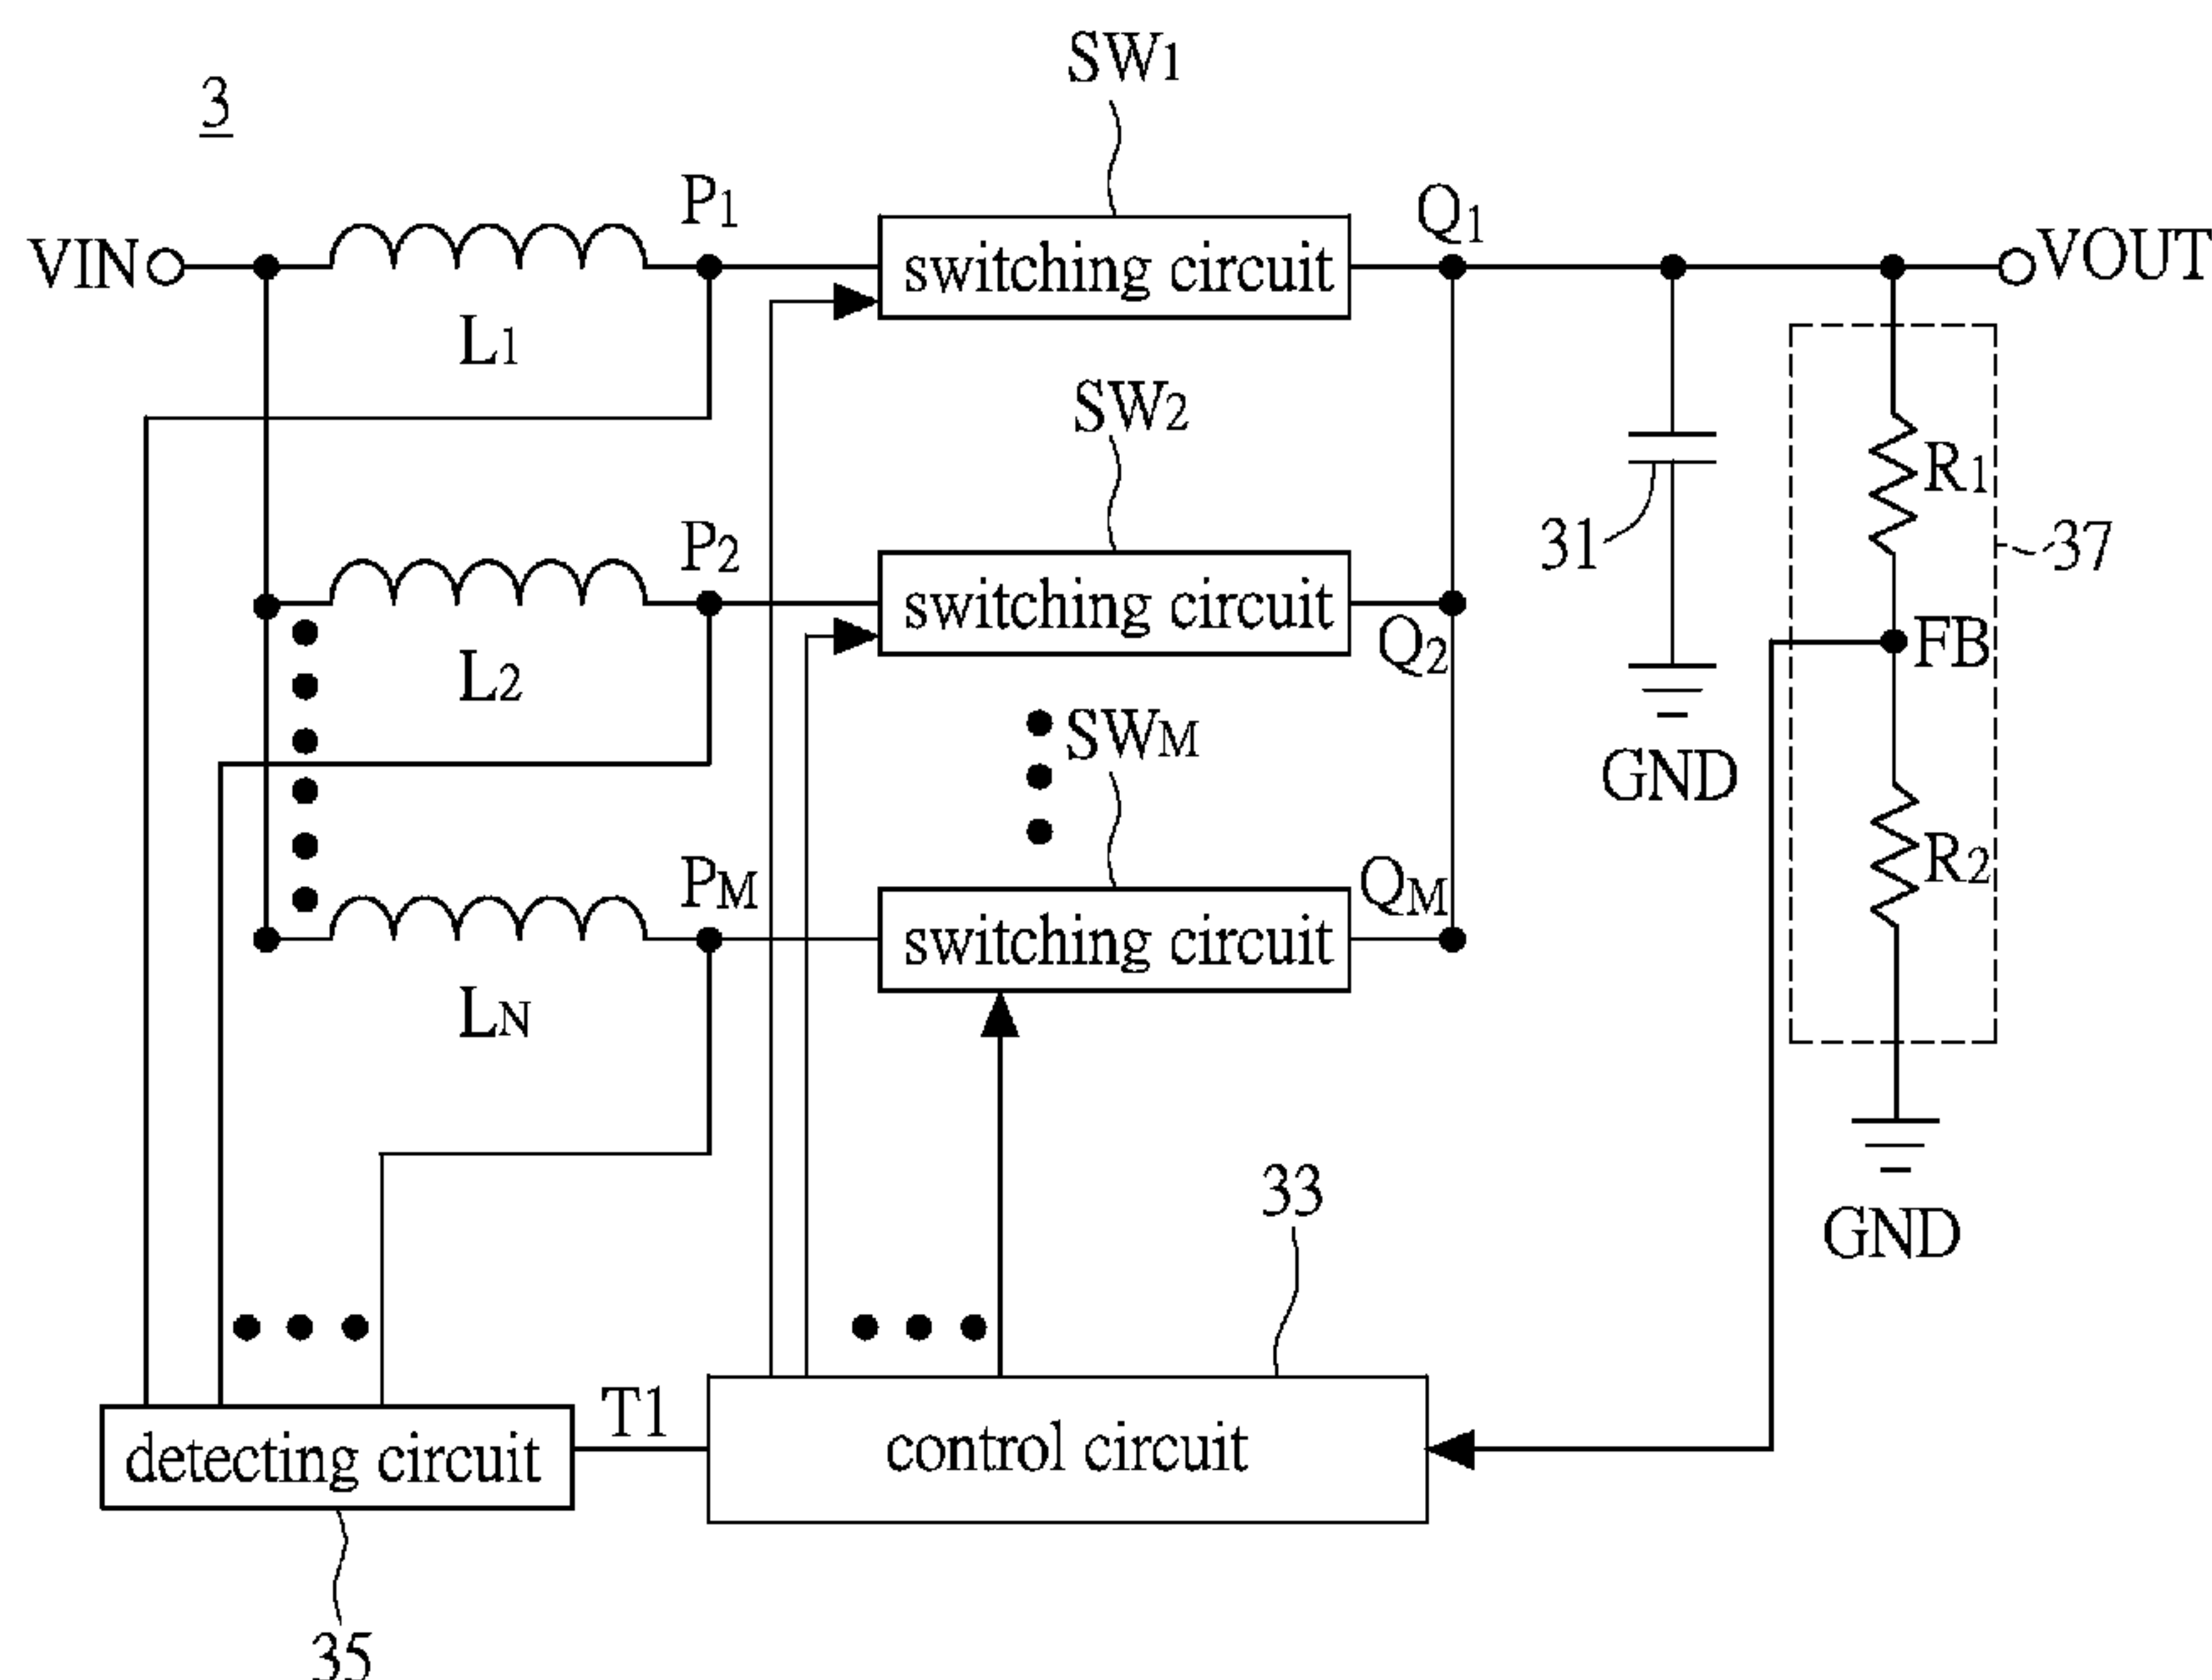 3
SW1
VIN
P1
switching circuit
Q1
VOUT
L1
SW2
R1
31
37
P2
switching circuit
Q2
FB
L2
SWM
GND
R2
PM
switching circuit
QM
LN
33
GND
T1
detecting circuit
control circuit
35